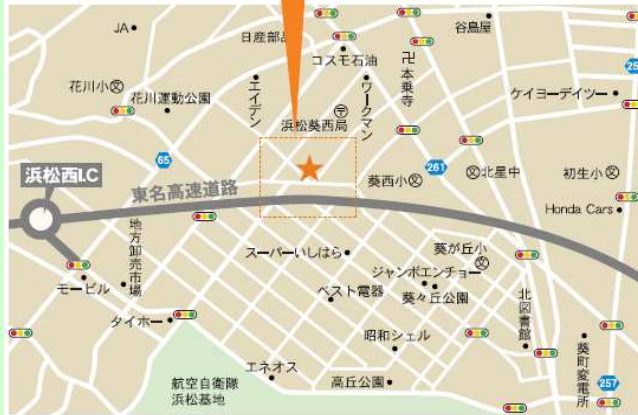 JA
日産部品
谷島屋
コスモ石油
卍本乗寺
花川小
花川運動公園
エイデン
ワークマン
ケイヨーデイツー
浜松葵西局
65
浜松西I.C
東名高速道路
葵西小
261
北星中
初生小
Honda Cars
地方卸売市場
スーパーいしはら
葵が丘小
ジャンボエンチョー
モービル
ベスト電器
葵々丘公園
タイホー
北図書館
昭和シェル
葵町変電所
エネオス
航空自衛隊
浜松基地
高丘公園
257